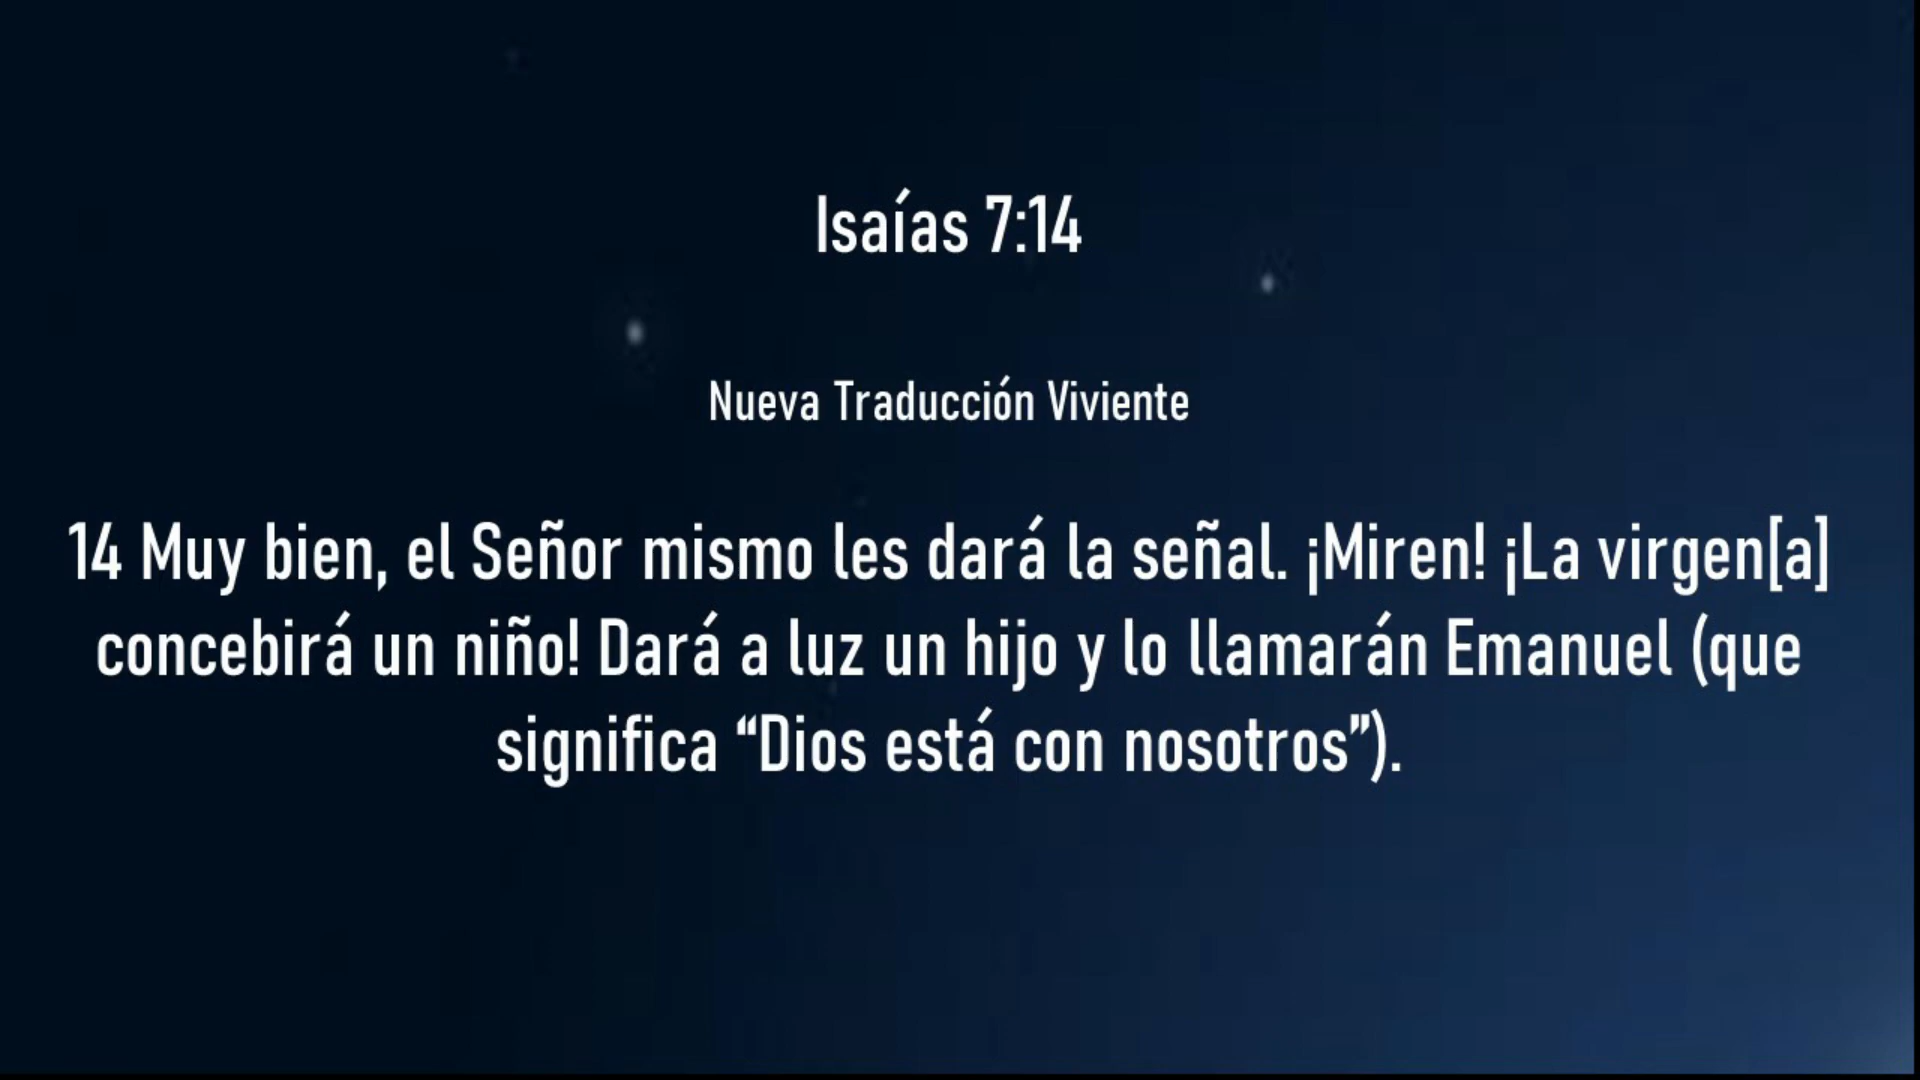 Isaías 7:14
Nueva Traducción Viviente
14 Muy bien, el Señor mismo les dará la señal. ¡Miren! ¡La virgen[a]
concebirá un niño! Dará a luz un hijo y lo llamarán Emanuel (que
significa “Dios está con nosotros”).